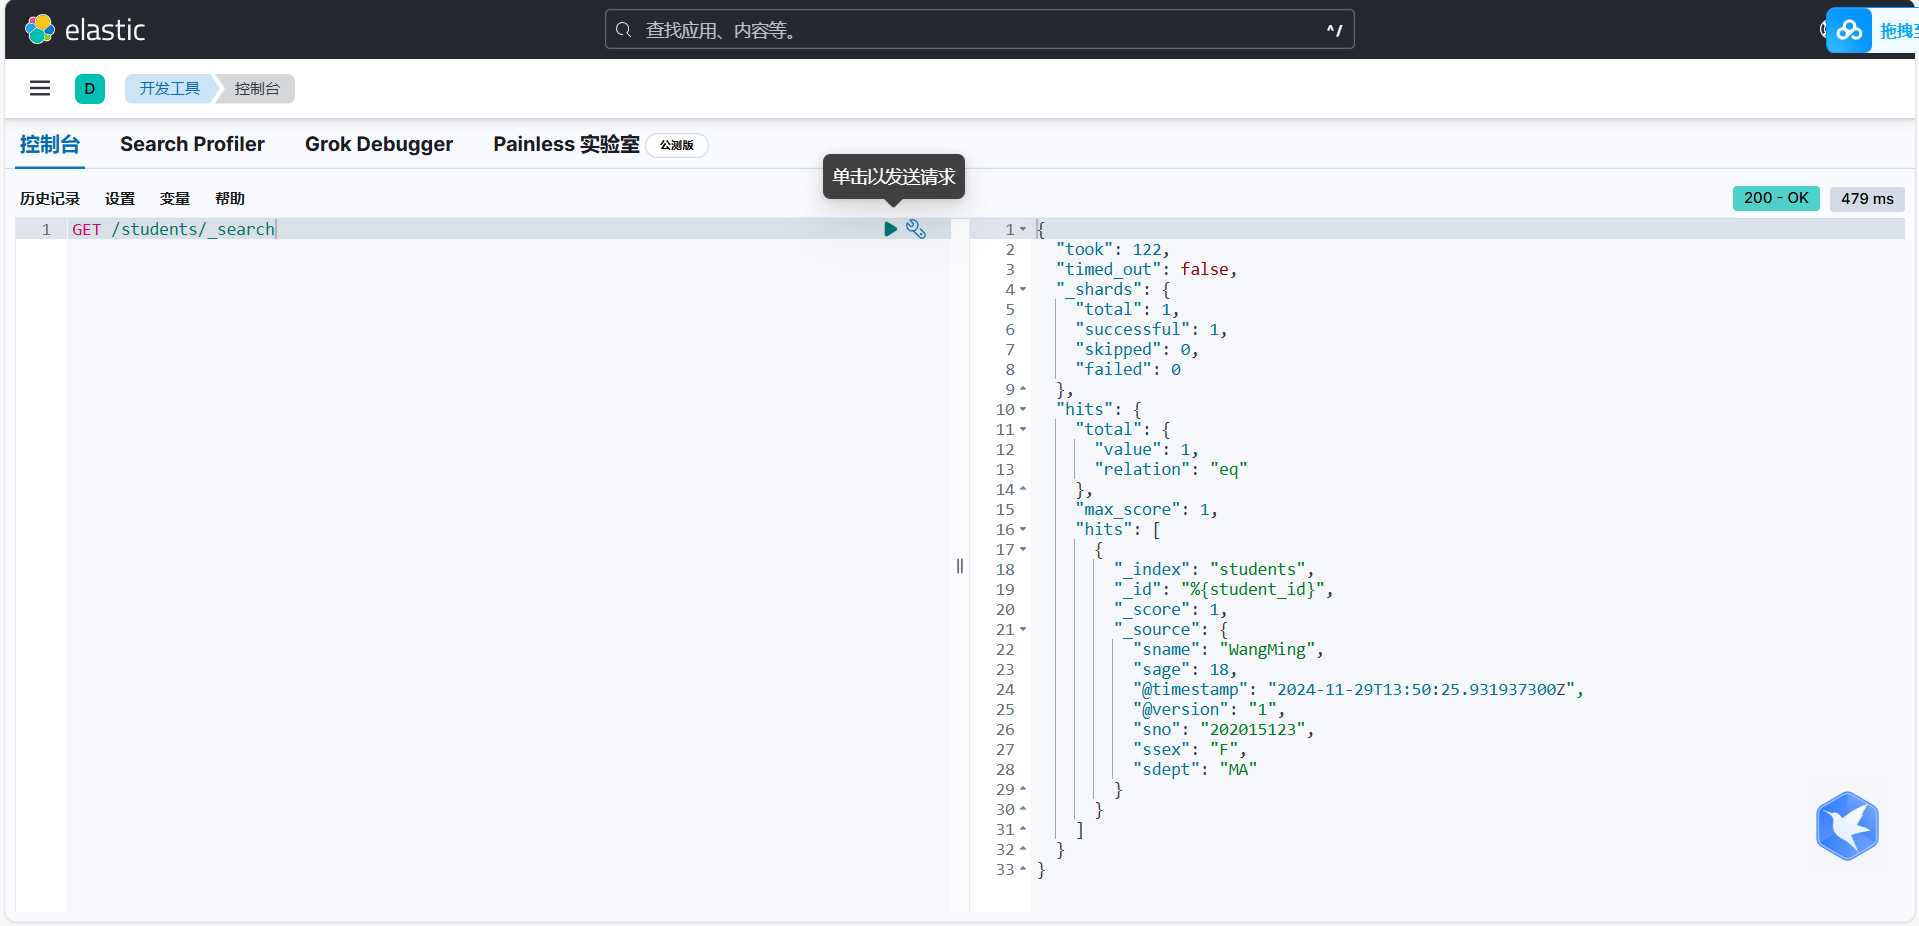 elastic
查找应用、内容等。
^/
拖拽至
D
开发工具
控制台
控制台
Search Profiler
Grok Debugger
Painless 实验室
公测版
单击以发送请求
历史记录
设置
变量
帮助
200 - OK
479 ms
1 GET /students/_search
1 {
2 "took": 122,
3 "timed_out": false,
4 "_shards": {
5 "total": 1,
6 "successful": 1,
7 "skipped": 0,
8 "failed": 0
9 },
10 "hits": {
11 "total": {
12 "value": 1,
13 "relation": "eq"
14 },
15 "max_score": 1,
16 "hits": [
17 {
18 "_index": "students",
19 "_id": "%{student_id}",
20 "_score": 1,
21 "_source": {
22 "sname": "WangMing",
23 "sage": 18,
24 "@timestamp": "2024-11-29T13:50:25.931937300Z",
25 "@version": "1",
26 "sno": "202015123",
27 "ssex": "F",
28 "sdept": "MA"
29 }
30 }
31 ]
32 }
33 }